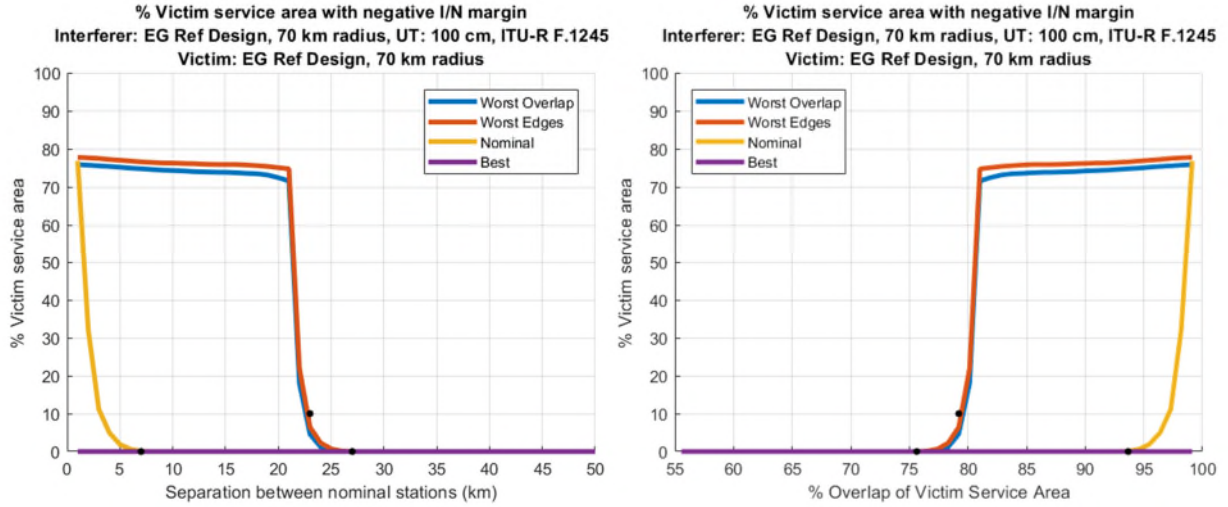 % Victim service area with negative I/N margin
Interferer: EG Ref Design, 70 km radius, UT: 100 cm, ITU-R F.1245
Victim: EG Ref Design, 70 km radius
100
90
80
70
60
50
40
30
20
10
0
% Victim service area
Worst Overlap
Worst Edges
Nominal
Best
0 5 10 15 20 25 30 35 40 45 50
Separation between nominal stations (km)
% Victim service area with negative I/N margin
Interferer: EG Ref Design, 70 km radius, UT: 100 cm, ITU-R F.1245
Victim: EG Ref Design, 70 km radius
100
90
80
70
60
50
40
30
20
10
0
% Victim service area
Worst Overlap
Worst Edges
Nominal
Best
55 60 65 70 75 80 85 90 95 100
% Overlap of Victim Service Area